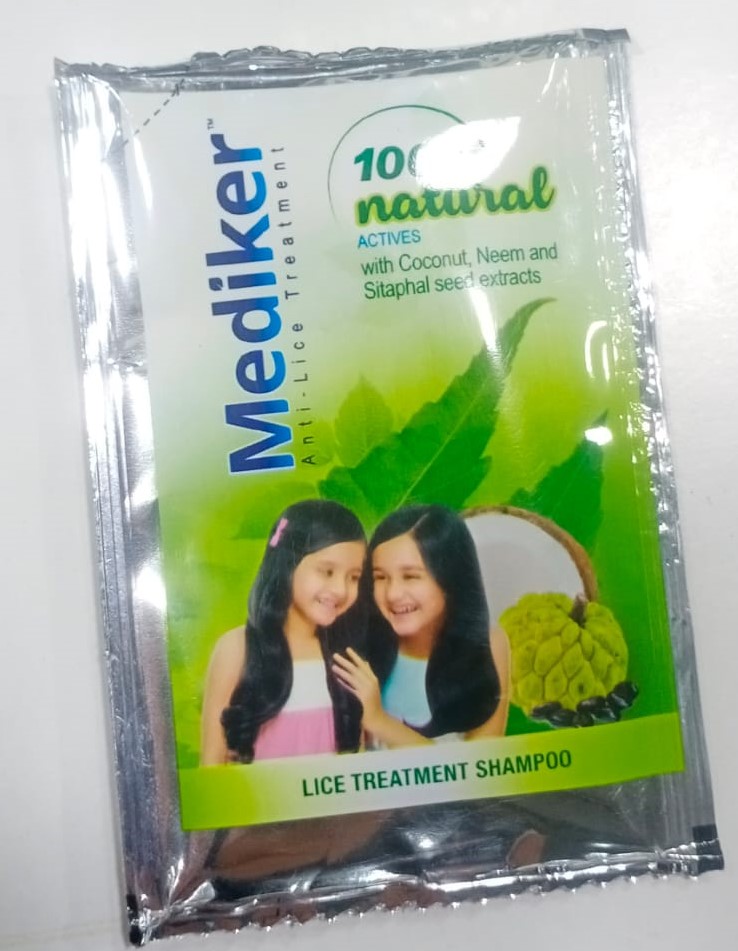 Mediker™
Anti-Lice Treatment
natural
ACTIVES
with Coconut, Neem and
Sitaphal seed extracts
LICE TREATMENT SHAMPOO